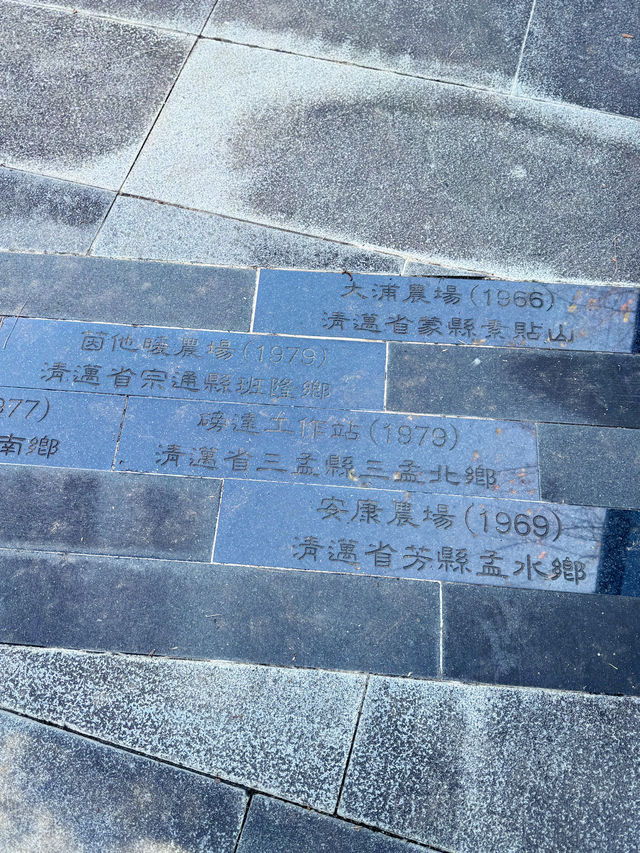 大浦農場(1966)
清邁省蒙縣素貼山
茵他暖農場(1979)
清邁省宗通縣班隆鄉
977)
南鄉
磅達工作站(1979)
清邁省三孟縣三孟北鄉
安康農場(1969)
清邁省芳縣孟水鄉